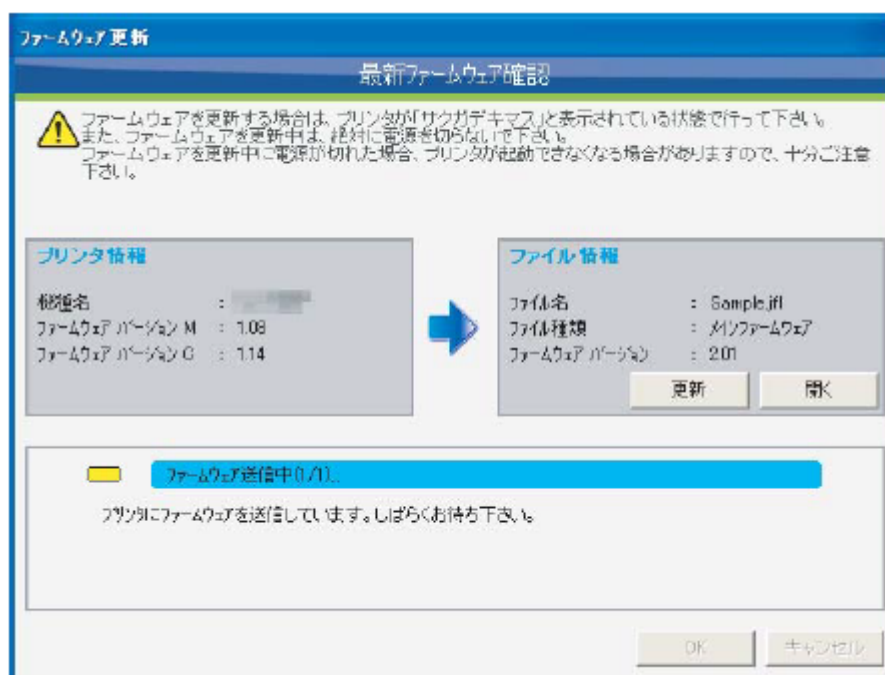 ファームウェア更新
最新ファームウェア確認
ファームウェアを更新する場合は、プリンタが「サクガデキマス」と表示されている状態で行って下さい。
また、ファームウェアを更新中は、絶対に電源を切らないで下さい。
ファームウェアを更新中に電源が切れた場合、プリンタが起動できなくなる場合がありますので、十分ご注意
下さい。
プリンタ情報
機種名 :
ファームウェア バージョン M : 1.08
ファームウェア バージョン C : 1.14
ファイル情報
ファイル名 : Sample.jfl
ファイル種類 : メインファームウェア
ファームウェア バージョン : 2.01
更新
開く
ファームウェア送信中(1/1)...
プリンタにファームウェアを送信しています。しばらくお待ち下さい。
OK
キャンセル